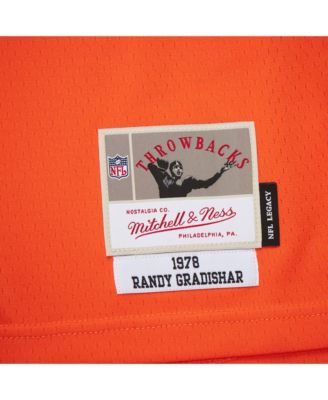 THROWBACKS
NFL
NOSTALGIA CO.
Mitchell & Ness
PHILADELPHIA, PA.
NFL LEGACY
1978
RANDY GRADISHAR